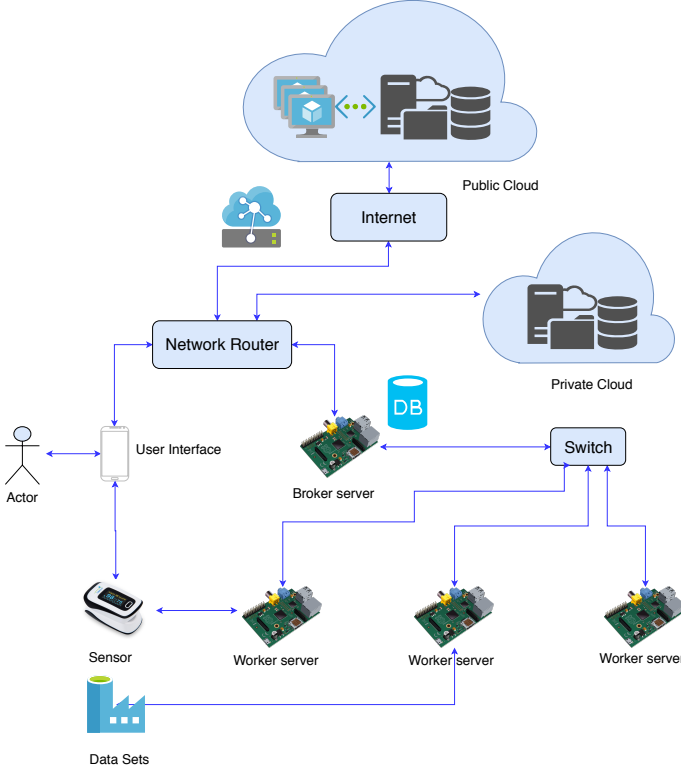 Public Cloud
Internet
Network Router
Private Cloud
DB
User Interface
Switch
Actor
Broker server
Sensor
Worker server
Worker server
Worker server
Data Sets